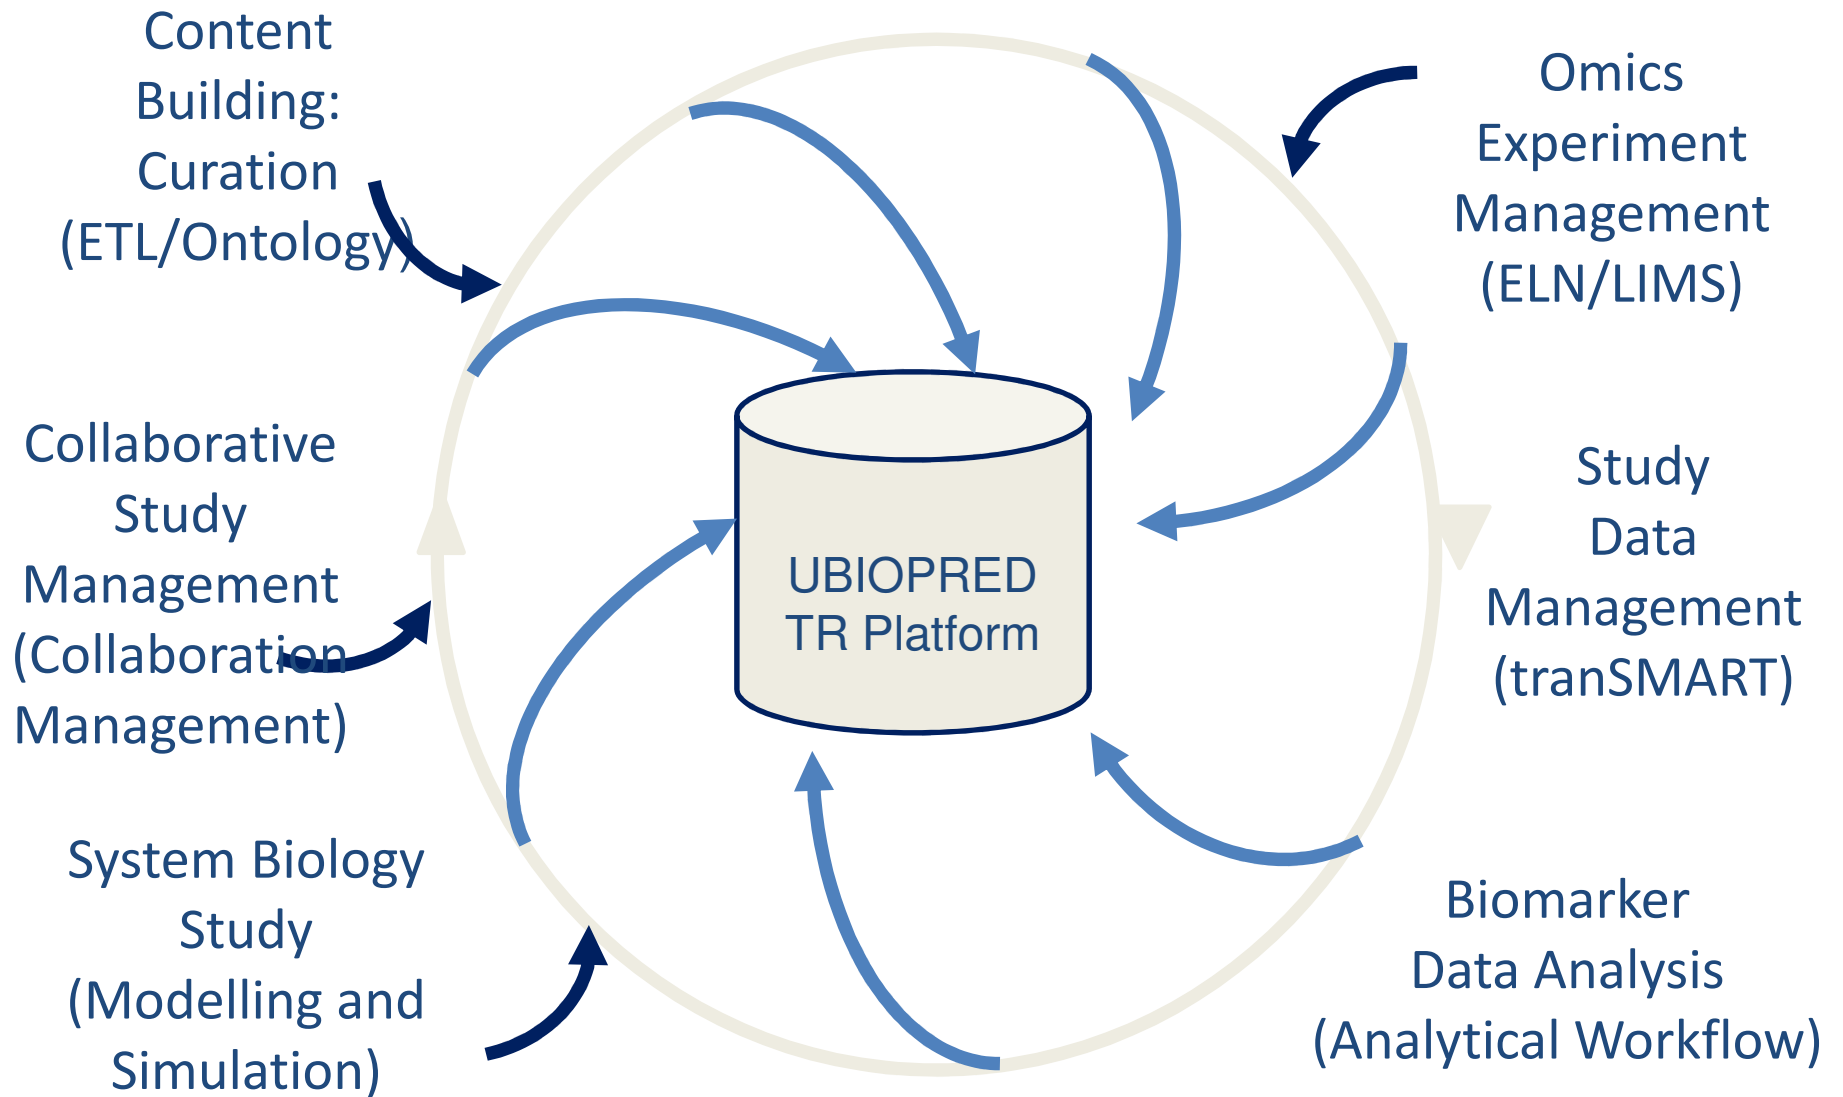 Content
Building:
Curation
(ETL/Ontology)
Omics
Experiment
Management
(ELN/LIMS)
Collaborative
Study
Management
(Collaboration
Management)
UBIOPRED
TR Platform
Study
Data
Management
(tranSMART)
System Biology
Study
(Modelling and
Simulation)
Biomarker
Data Analysis
(Analytical Workflow)